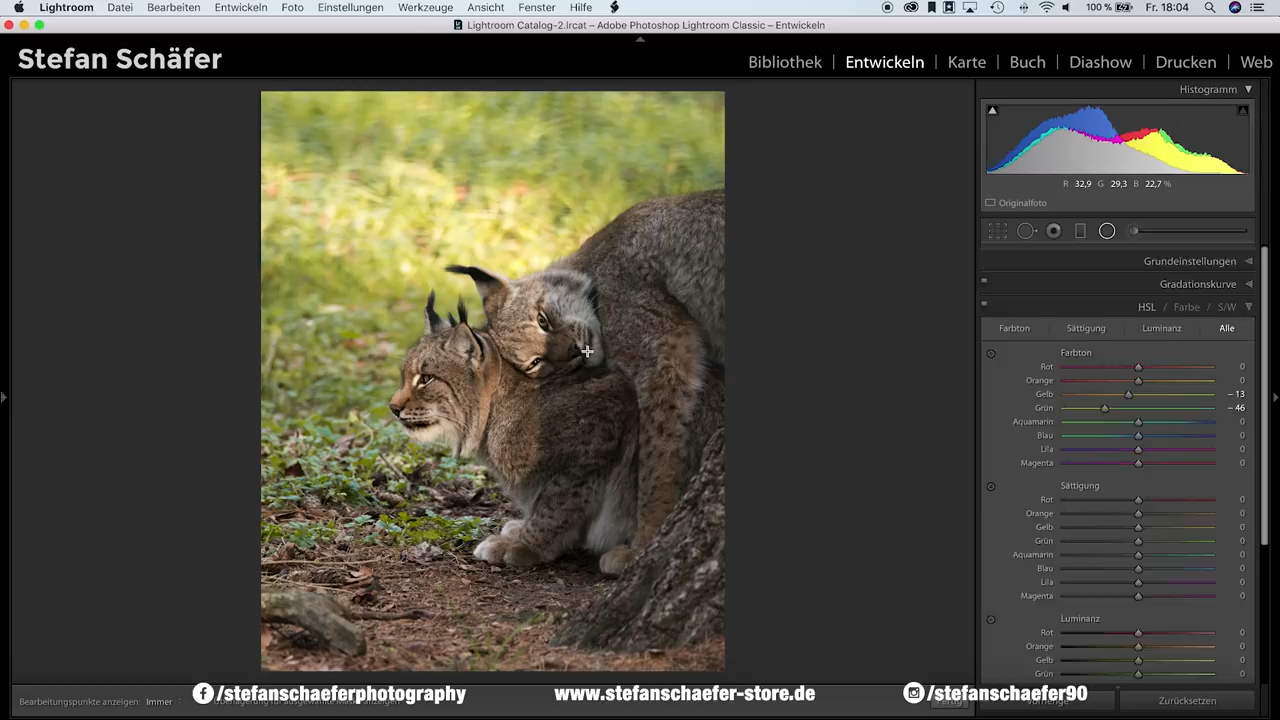 Lightroom Datei Bearbeiten Entwickeln Foto Einstellungen Werkzeuge Ansicht Fenster Hilfe 100 % Fr. 18:04
Lightroom Catalog-2.lrcat – Adobe Photoshop Lightroom Classic – Entwickeln
Stefan Schäfer
Bibliothek | Entwickeln | Karte | Buch | Diashow | Drucken | Web
Histogramm
R 32,9 G 29,3 B 22,7 %
Originalfoto
Grundeinstellungen
Gradationskurve
HSL / Farbe / S/W
Farbton Sättigung Luminanz Alle
Farbton
Rot 0
Orange 0
Gelb – 13
Grün – 46
Aquamarin 0
Blau 0
Lila 0
Magenta 0
Sättigung
Rot 0
Orange 0
Gelb 0
Grün 0
Aquamarin 0
Blau 0
Lila 0
Magenta 0
Luminanz
Rot 0
Orange 0
Gelb 0
Grün 0
/stefanschaeferphotography www.stefanschaefer-store.de /stefanschaefer90
Bearbeitungspunkte anzeigen: Immer Zurücksetzen